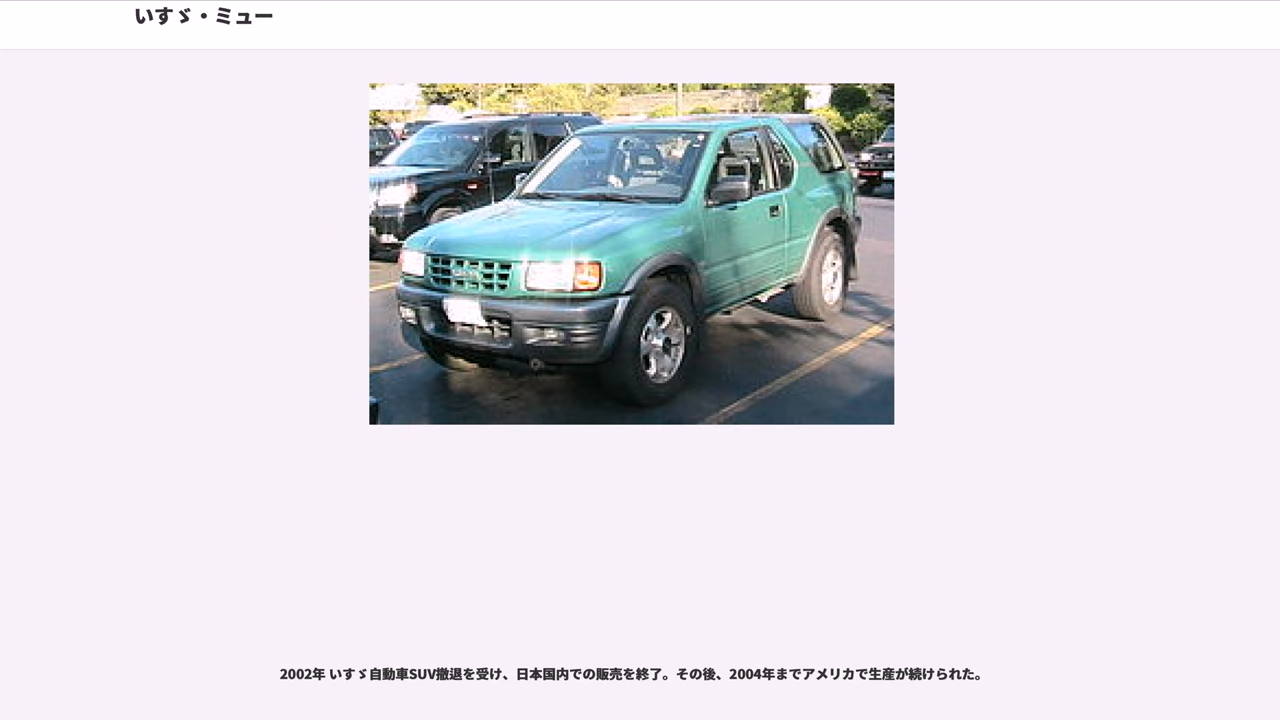 いすゞ・ミュー
2002年 いすゞ自動車SUV撤退を受け、日本国内での販売を終了。その後、2004年までアメリカで生産が続けられた。